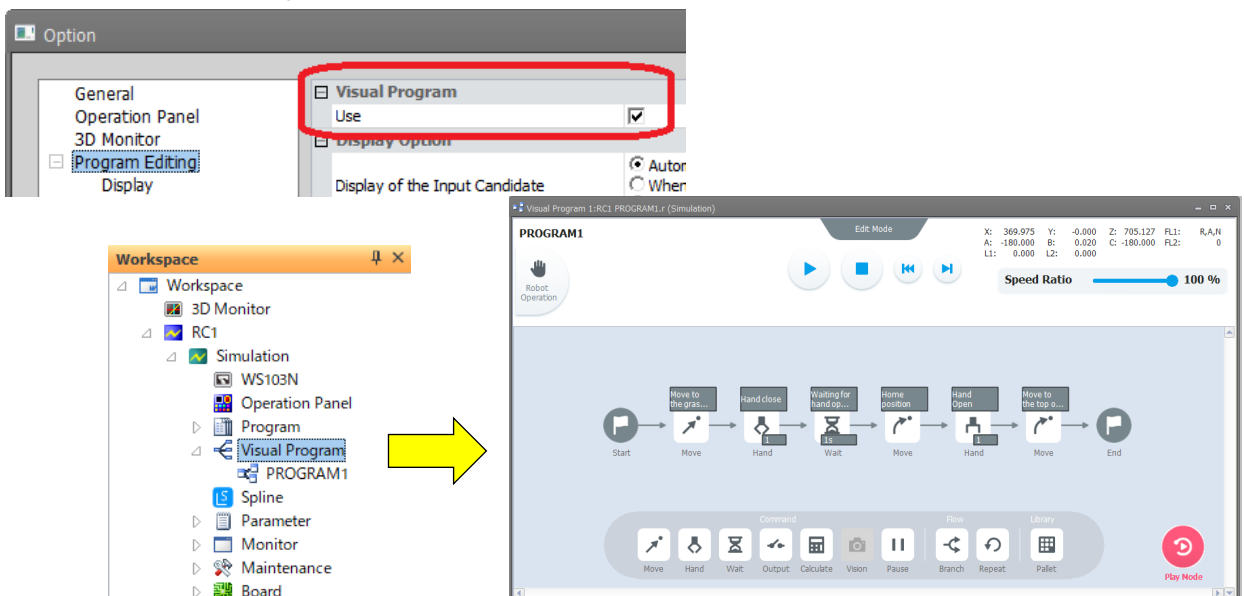 Option
General
Operation Panel
3D Monitor
Program Editing
Display
Visual Program
Use
Display Option
Display of the Input Candidate
Autom
When
Workspace
Workspace
3D Monitor
RC1
Simulation
WS103N
Operation Panel
Program
Visual Program
PROGRAM1
Spline
Parameter
Monitor
Maintenance
Board
Visual Program 1:RC1 PROGRAM1.r (Simulation)
PROGRAM1
Edit Mode
X: 369.975 Y: -0.000 Z: 705.127 FL1: R,A,N
A: -180.000 B: 0.020 C: -180.000 FL2: 0
L1: 0.000 L2: 0.000
Robot
Operation
Speed Ratio 100 %
Move to
the gras...
Hand close
Waiting for
hand op...
Home
position
Hand
Open
Move to
the top o...
1
1s
1
Start Move Hand Wait Move Hand Move End
Command Flow Library
Move Hand Wait Output Calculate Vision Pause Branch Repeat Pallet
Play Mode